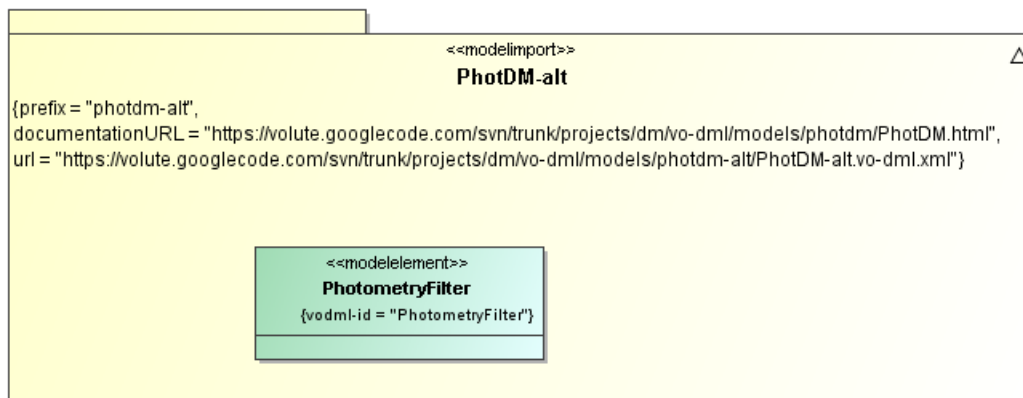 <<modelimport>>
PhotDM-alt
{prefix = "photdm-alt",
documentationURL = "https://volute.googlecode.com/svn/trunk/projects/dm/vo-dml/models/photdm/PhotDM.html",
url = "https://volute.googlecode.com/svn/trunk/projects/dm/vo-dml/models/photdm-alt/PhotDM-alt.vo-dml.xml"}
<<modelelement>>
PhotometryFilter
{vodml-id = "PhotometryFilter"}